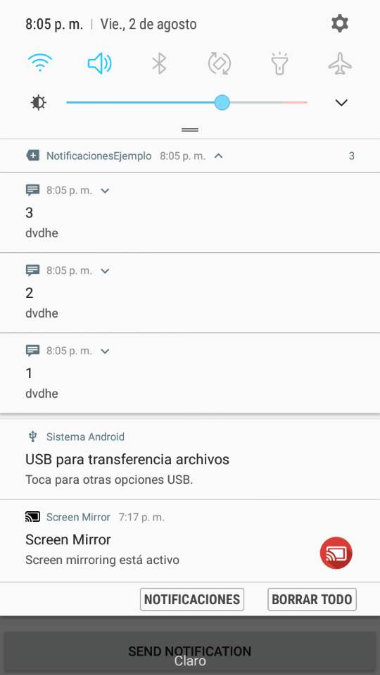 8:05 p. m. | Vie., 2 de agosto
NotificacionesEjemplo 8:05 p. m. 3
8:05 p. m.
3
dvdhe
8:05 p. m.
2
dvdhe
8:05 p. m.
1
dvdhe
Sistema Android
USB para transferencia archivos
Toca para otras opciones USB.
Screen Mirror 7:17 p. m.
Screen Mirror
Screen mirroring está activo
NOTIFICACIONES BORRAR TODO
SEND NOTIFICATION
Claro